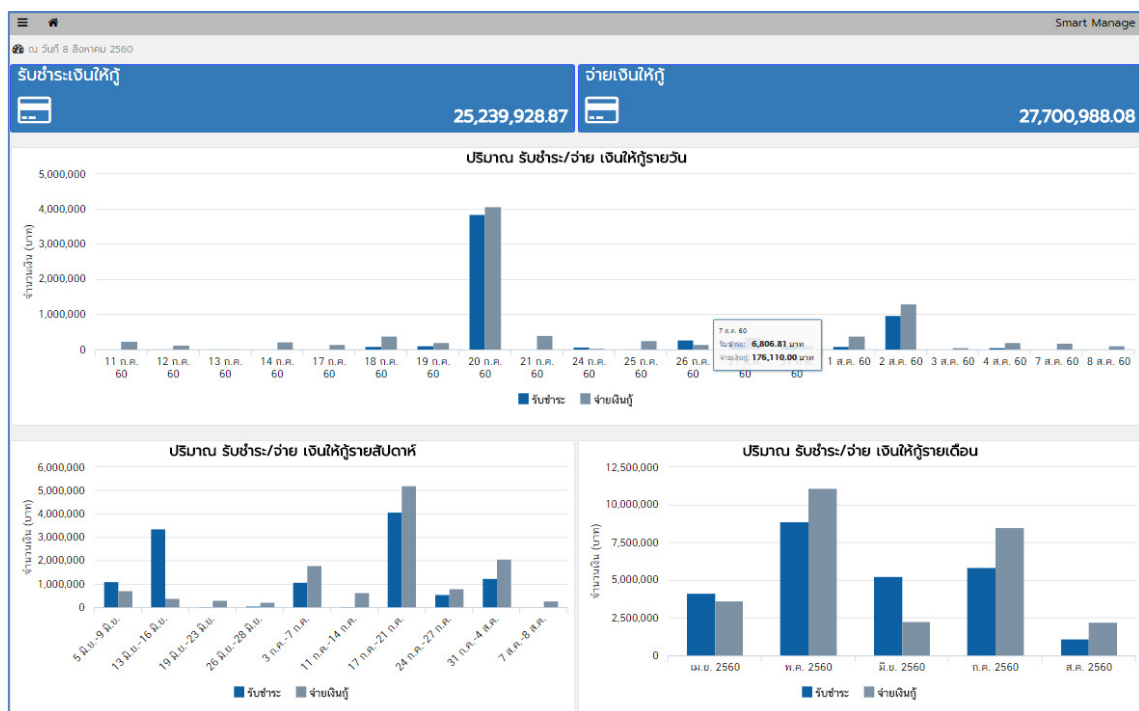 Smart Manage
ณ วันที่ 8 สิงหาคม 2560
รับชำระเงินให้กู้
25,239,928.87
จ่ายเงินให้กู้
27,700,988.08
ปริมาณ รับชำระ/จ่าย เงินให้กู้รายวัน
จำนวนเงิน (บาท)
5,000,000
4,000,000
3,000,000
2,000,000
1,000,000
0
11 ก.ค. 60
12 ก.ค. 60
13 ก.ค. 60
14 ก.ค. 60
17 ก.ค. 60
18 ก.ค. 60
19 ก.ค. 60
20 ก.ค. 60
21 ก.ค. 60
24 ก.ค. 60
25 ก.ค. 60
26 ก.ค. 60
60
60
1 ส.ค. 60
2 ส.ค. 60
3 ส.ค. 60
4 ส.ค. 60
7 ส.ค. 60
8 ส.ค. 60
7 ส.ค. 60
รับชำระ: 6,806.81 บาท
จ่ายเงินกู้: 176,110.00 บาท
รับชำระ จ่ายเงินกู้
ปริมาณ รับชำระ/จ่าย เงินให้กู้รายสัปดาห์
จำนวนเงิน (บาท)
6,000,000
5,000,000
4,000,000
3,000,000
2,000,000
1,000,000
0
5 มิ.ย.-9 มิ.ย.
13 มิ.ย.-16 มิ.ย.
19 มิ.ย.-23 มิ.ย.
26 มิ.ย.-28 มิ.ย.
3 ก.ค.-7 ก.ค.
11 ก.ค.-14 ก.ค.
17 ก.ค.-21 ก.ค.
24 ก.ค.-27 ก.ค.
31 ก.ค.-4 ส.ค.
7 ส.ค.-8 ส.ค.
รับชำระ จ่ายเงินกู้
ปริมาณ รับชำระ/จ่าย เงินให้กู้รายเดือน
จำนวนเงิน (บาท)
12,500,000
10,000,000
7,500,000
5,000,000
2,500,000
0
เม.ย. 2560
พ.ค. 2560
มิ.ย. 2560
ก.ค. 2560
ส.ค. 2560
รับชำระ จ่ายเงินกู้